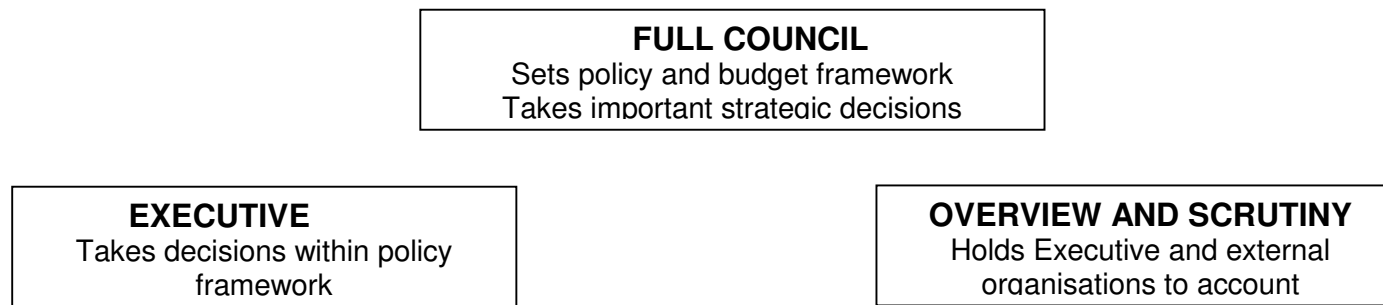 FULL COUNCIL
Sets policy and budget framework
Takes important strategic decisions
EXECUTIVE
Takes decisions within policy
framework
OVERVIEW AND SCRUTINY
Holds Executive and external
organisations to account